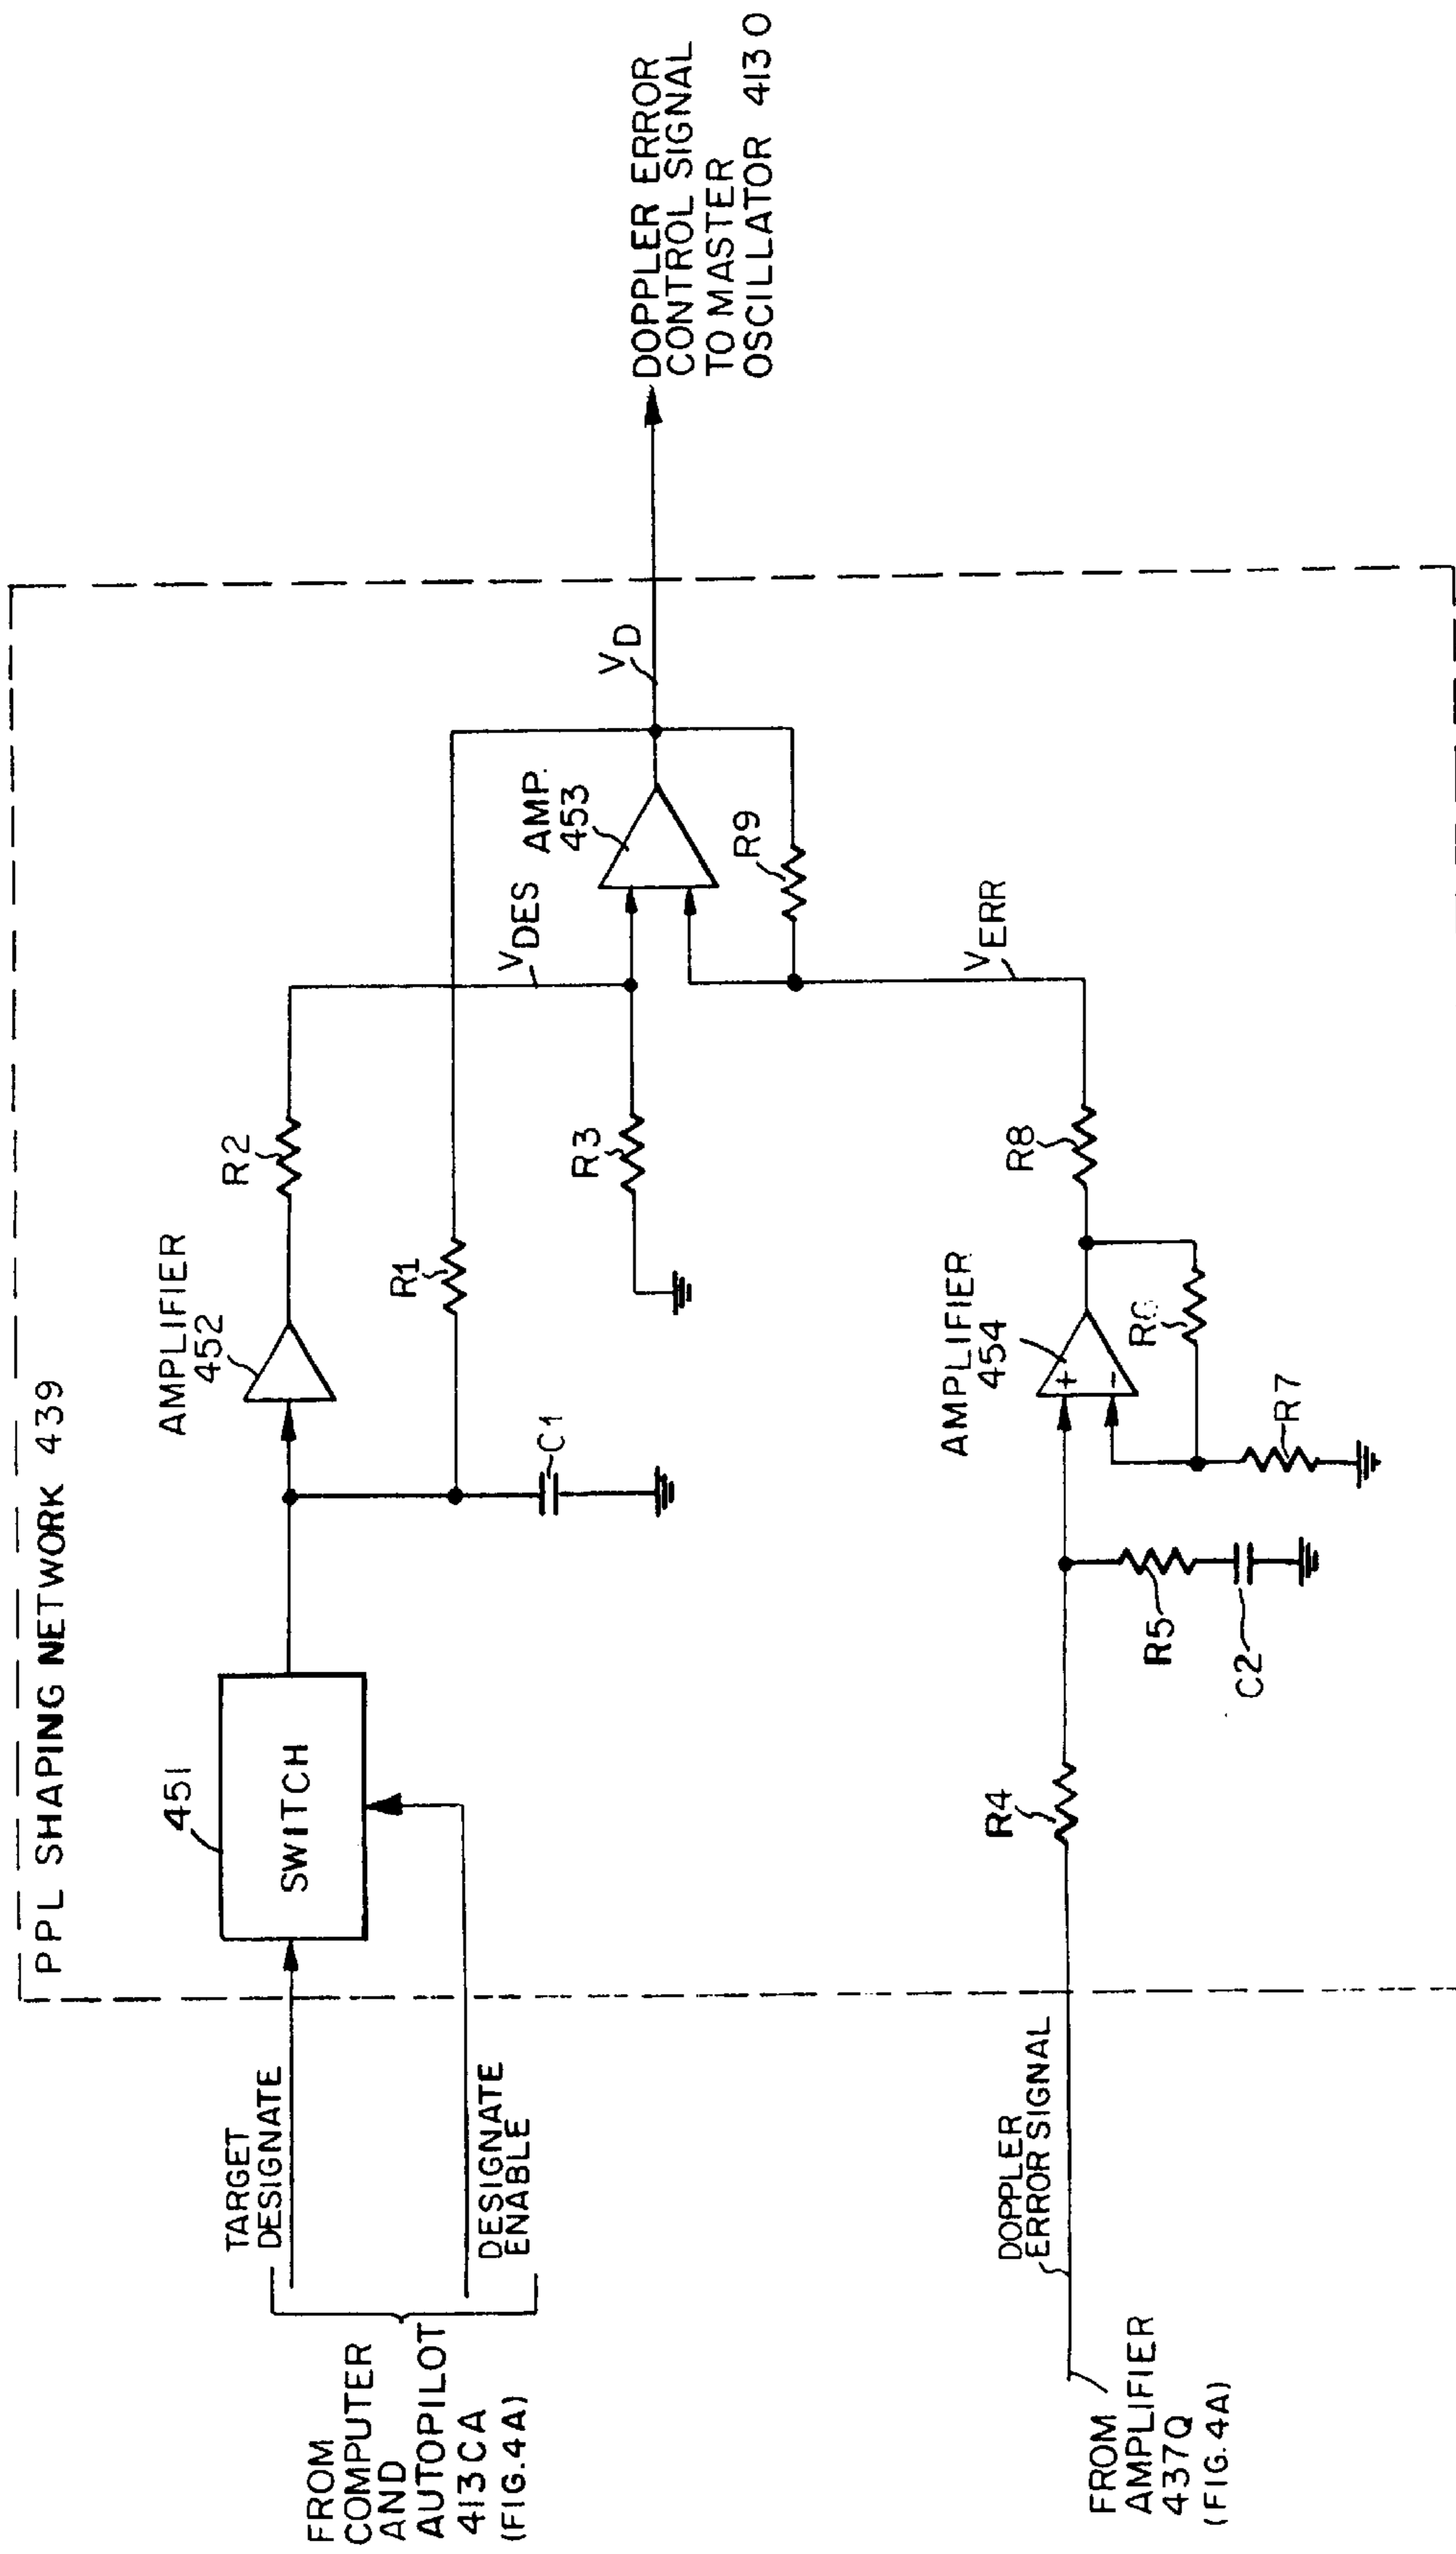 PPL SHAPING NETWORK 439
FROM
COMPUTER
AND
AUTOPILOT
413CA
(FIG.4A)
TARGET
DESIGNATE
DESIGNATE
ENABLE
451
SWITCH
AMPLIFIER
452
R2
R1
C1
VDES
R3
AMP.
453
VD
R9
DOPPLER ERROR
CONTROL SIGNAL
TO MASTER
OSCILLATOR 413O
FROM
AMPLIFIER
437Q
(FIG.4A)
DOPPLER
ERROR SIGNAL
R4
R5
C2
AMPLIFIER
454
+
−
R6
R7
R8
VERR